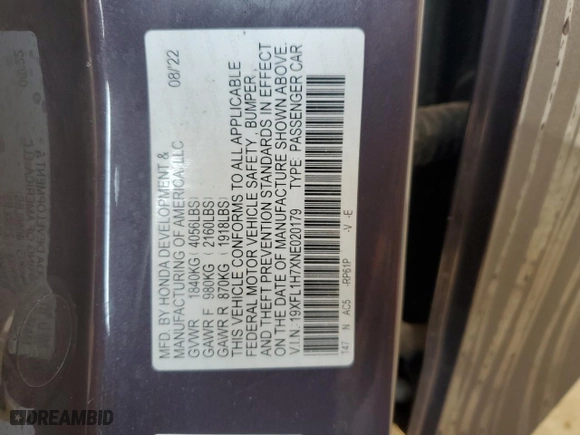 MFD. BY HONDA DEVELOPMENT & 08/'22
MANUFACTURING OF AMERICA, LLC
GVWR 1840KG(4056LBS)
GAWR F 980KG (2160LBS)
GAWR R 870KG (1918LBS)
THIS VEHICLE CONFORMS TO ALL APPLICABLE
FEDERAL MOTOR VEHICLE SAFETY, BUMPER,
AND THEFT PREVENTION STANDARDS IN EFFECT
ON THE DATE OF MANUFACTURE SHOWN ABOVE.
V.I.N. 19XFL1H7XNE020179 TYPE PASSENGER CAR
147 N AC5 -RP61P -V -E
DREAMBID